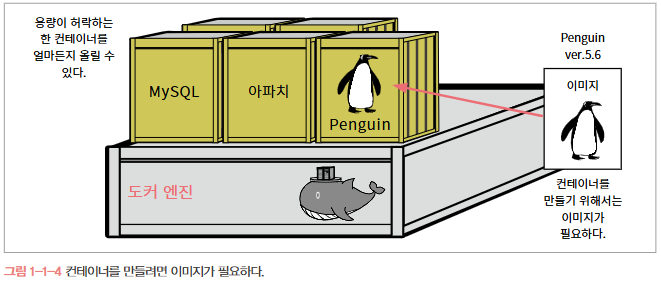 용량이 허락하는
한 컨테이너를
얼마든지 올릴 수
있다.
MySQL
아파치
Penguin
도커 엔진
Penguin
ver.5.6
이미지
컨테이너를
만들기 위해서는
이미지가
필요하다.
그림 1-1-4 컨테이너를 만들려면 이미지가 필요하다.